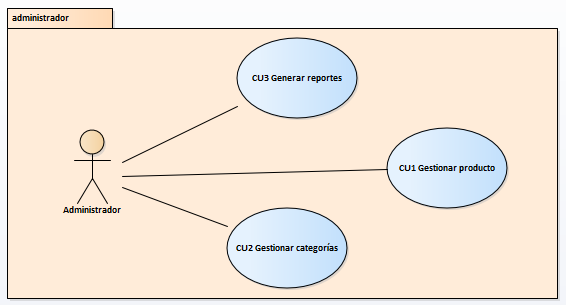 administrador
CU3 Generar reportes
CU1 Gestionar producto
Administrador
CU2 Gestionar categorías